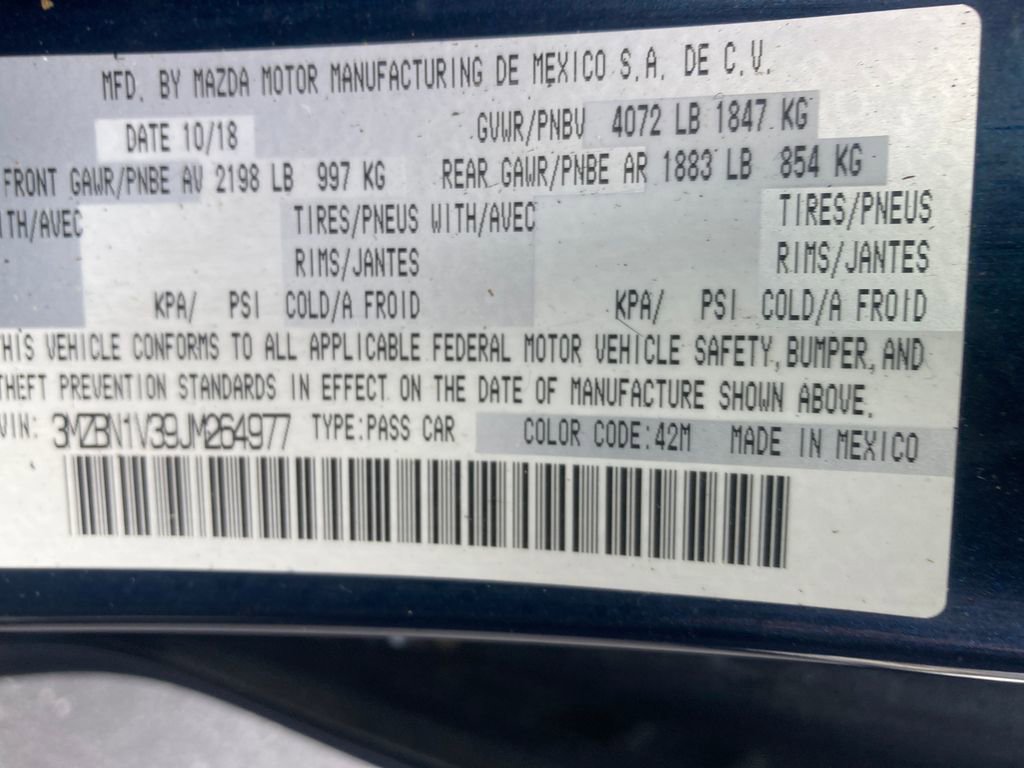 MFD. BY MAZDA MOTOR MANUFACTURING DE MEXICO S.A. DE C.V.
DATE 10/18 GVWR/PNBV 4072 LB 1847 KG
FRONT GAWR/PNBE AV 2198 LB 997 KG REAR GAWR/PNBE AR 1883 LB 854 KG
ITH/AVEC TIRES/PNEUS WITH/AVEC TIRES/PNEUS
RIMS/JANTES RIMS/JANTES
KPA/ PSI COLD/A FROID KPA/ PSI COLD/A FROID
HIS VEHICLE CONFORMS TO ALL APPLICABLE FEDERAL MOTOR VEHICLE SAFETY, BUMPER, AND
THEFT PREVENTION STANDARDS IN EFFECT ON THE DATE OF MANUFACTURE SHOWN ABOVE.
VIN: 3MZBN1V39JM264977 TYPE:PASS CAR COLOR CODE:42M MADE IN MEXICO